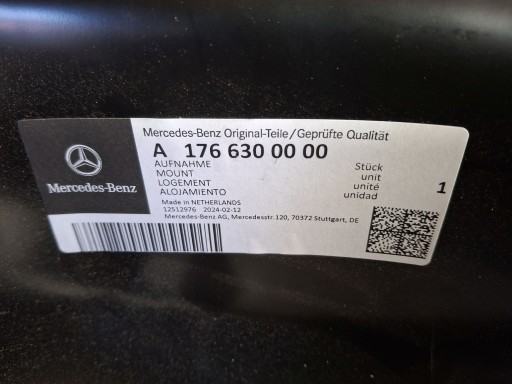 Mercedes-Benz Original-Teile/Geprüfte Qualität
A 176 630 00 00
AUFNAHME
MOUNT
LOGEMENT
ALOJAMIENTO
Stück
unit
unité
unidad
1
Made in NETHERLANDS
12512976 2024-02-12
Mercedes-Benz AG, Mercedesstr.120, 70372 Stuttgart, DE
Mercedes-Benz